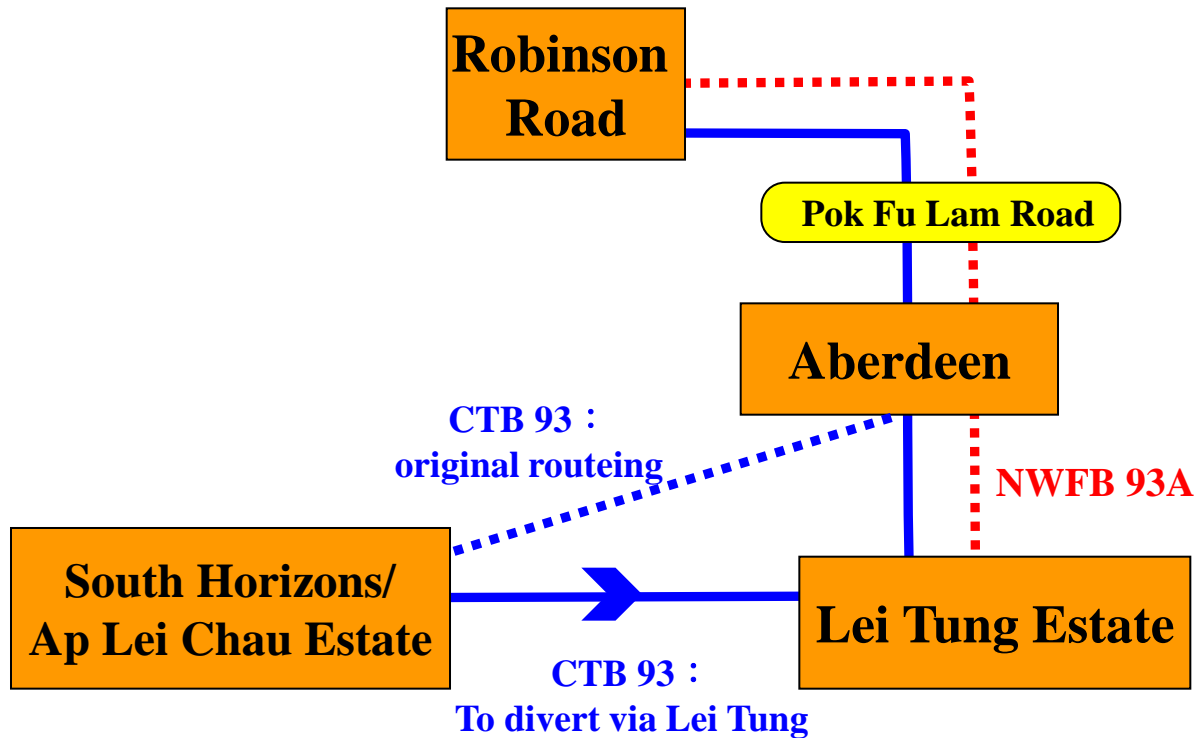 Robinson
Road
Pok Fu Lam Road
Aberdeen
CTB 93：
original routeing
NWFB 93A
South Horizons/
Ap Lei Chau Estate
Lei Tung Estate
CTB 93：
To divert via Lei Tung